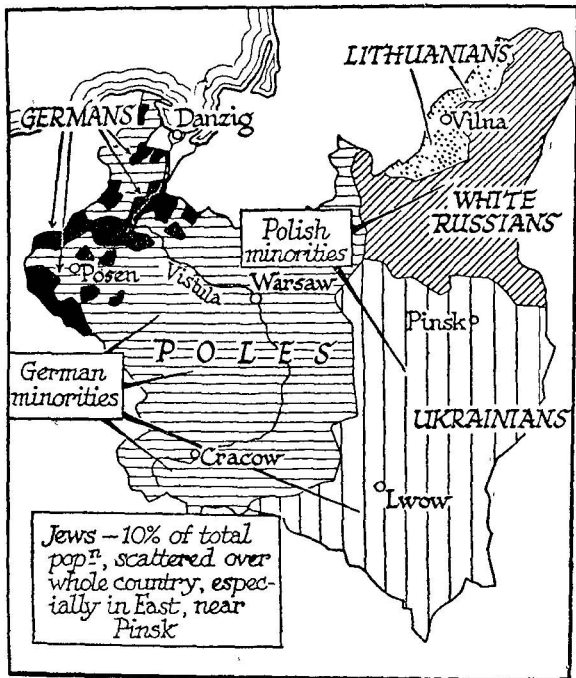 LITHUANIANS
GERMANS
Danzig
Vilna
WHITE
RUSSIANS
Polish
minorities
Posen
Vistula
Warsaw
Pinsk
POLES
German
minorities
UKRAINIANS
Cracow
Lwow
Jews – 10% of total
popⁿ, scattered over
whole country, espec-
ially in East, near
Pinsk